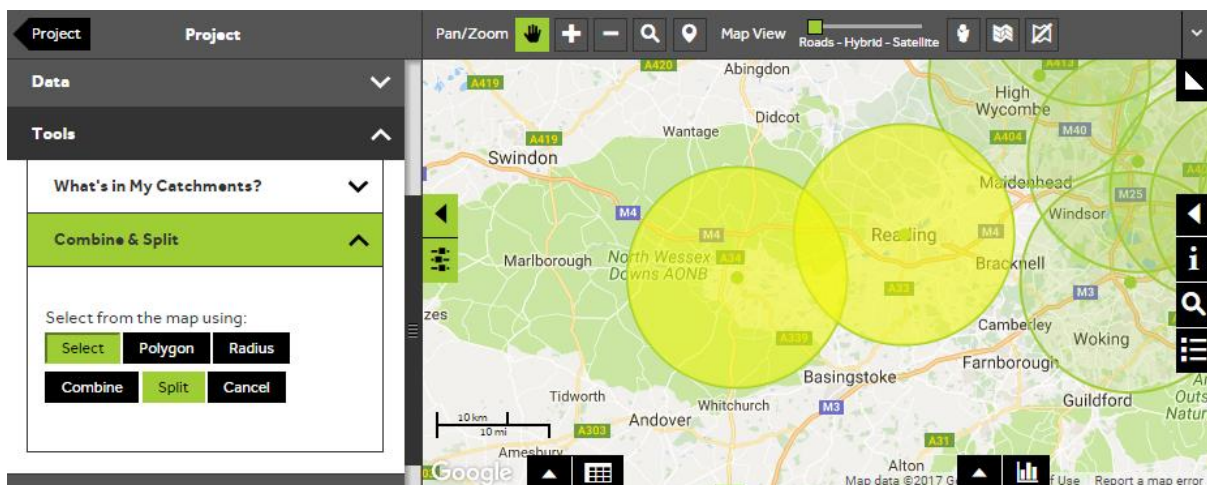 Project
Project
Pan/Zoom
Map View
Roads - Hybrid - Satellite
Data
Tools
What's in My Catchments?
Combine & Split
Select from the map using:
Select Polygon Radius
Combine Split Cancel
A420
Abingdon
A413
A419
High
Wycombe
Didcot
Wantage
A404
M40
A419
Swindon
Maidenhead
M25
M4
Windsor
M4
Reading
M4
Marlborough
North Wessex
Downs AONB
A34
Bracknell
A33
M3
zes
Camberley
Woking
A339
Farnborough
Basingstoke
Tidworth
Whitchurch
M3
Guildford
Outs
Natur
10 km
10 mi
Andover
A303
A31
Amesbury
Alton
Google
Map data ©2017 G
f Use
Report a map error